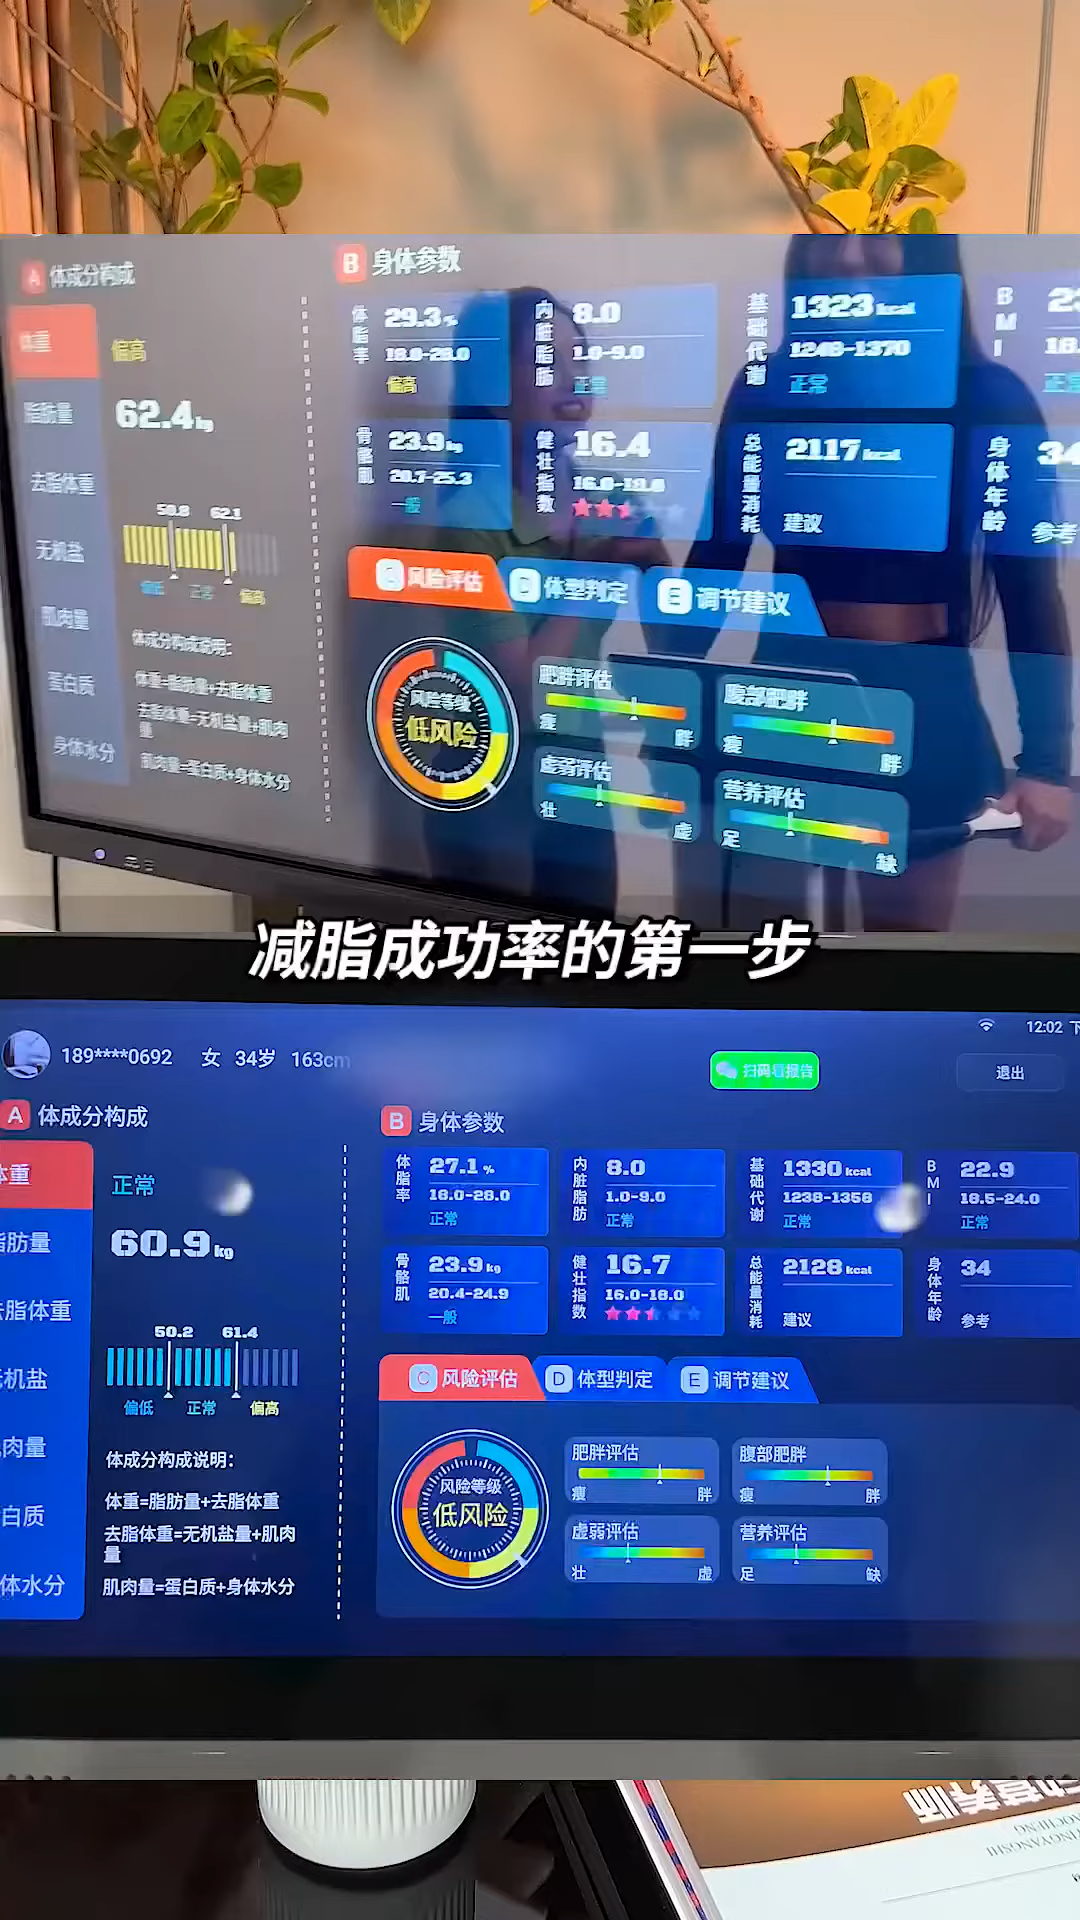 A 体成分构成
B 身体参数
体重
偏高
62.4kg
脂肪量
去脂体重
无机盐
肌肉量
蛋白质
身体水分
50.8 62.1
偏低 正常 偏高
体成分构成说明:
体重=脂肪量+去脂体重
去脂体重=无机盐量+肌肉
量
肌肉量=蛋白质+身体水分
体脂率 29.3%
18.0-28.0
偏高
内脏脂肪 8.0
1.0-9.0
正常
基础代谢 1323kcal
1248-1370
正常
BMI
正常
骨骼肌 23.9kg
20.7-25.3
一般
健壮指数 16.4
16.0-18.0
总能量消耗 2117kcal
建议
身体年龄 34
参考
C 风险评估 D 体型判定 E 调节建议
风险等级
低风险
肥胖评估
瘦 胖
腹部肥胖
瘦 胖
虚弱评估
壮 虚
营养评估
足 缺
减脂成功率的第一步
12:02
189****0692 女 34岁 163cm
扫码看报告
退出
A 体成分构成
B 身体参数
体重
正常
60.9kg
脂肪量
去脂体重
无机盐
肌肉量
蛋白质
身体水分
50.2 61.4
偏低 正常 偏高
体成分构成说明:
体重=脂肪量+去脂体重
去脂体重=无机盐量+肌肉
量
肌肉量=蛋白质+身体水分
体脂率 27.1%
18.0-28.0
正常
内脏脂肪 8.0
1.0-9.0
正常
基础代谢 1330kcal
1238-1358
正常
BMI 22.9
18.5-24.0
正常
骨骼肌 23.9kg
20.4-24.9
一般
健壮指数 16.7
16.0-18.0
总能量消耗 2128kcal
建议
身体年龄 34
参考
C 风险评估 D 体型判定 E 调节建议
风险等级
低风险
肥胖评估
瘦 胖
腹部肥胖
瘦 胖
虚弱评估
壮 虚
营养评估
足 缺
营养师